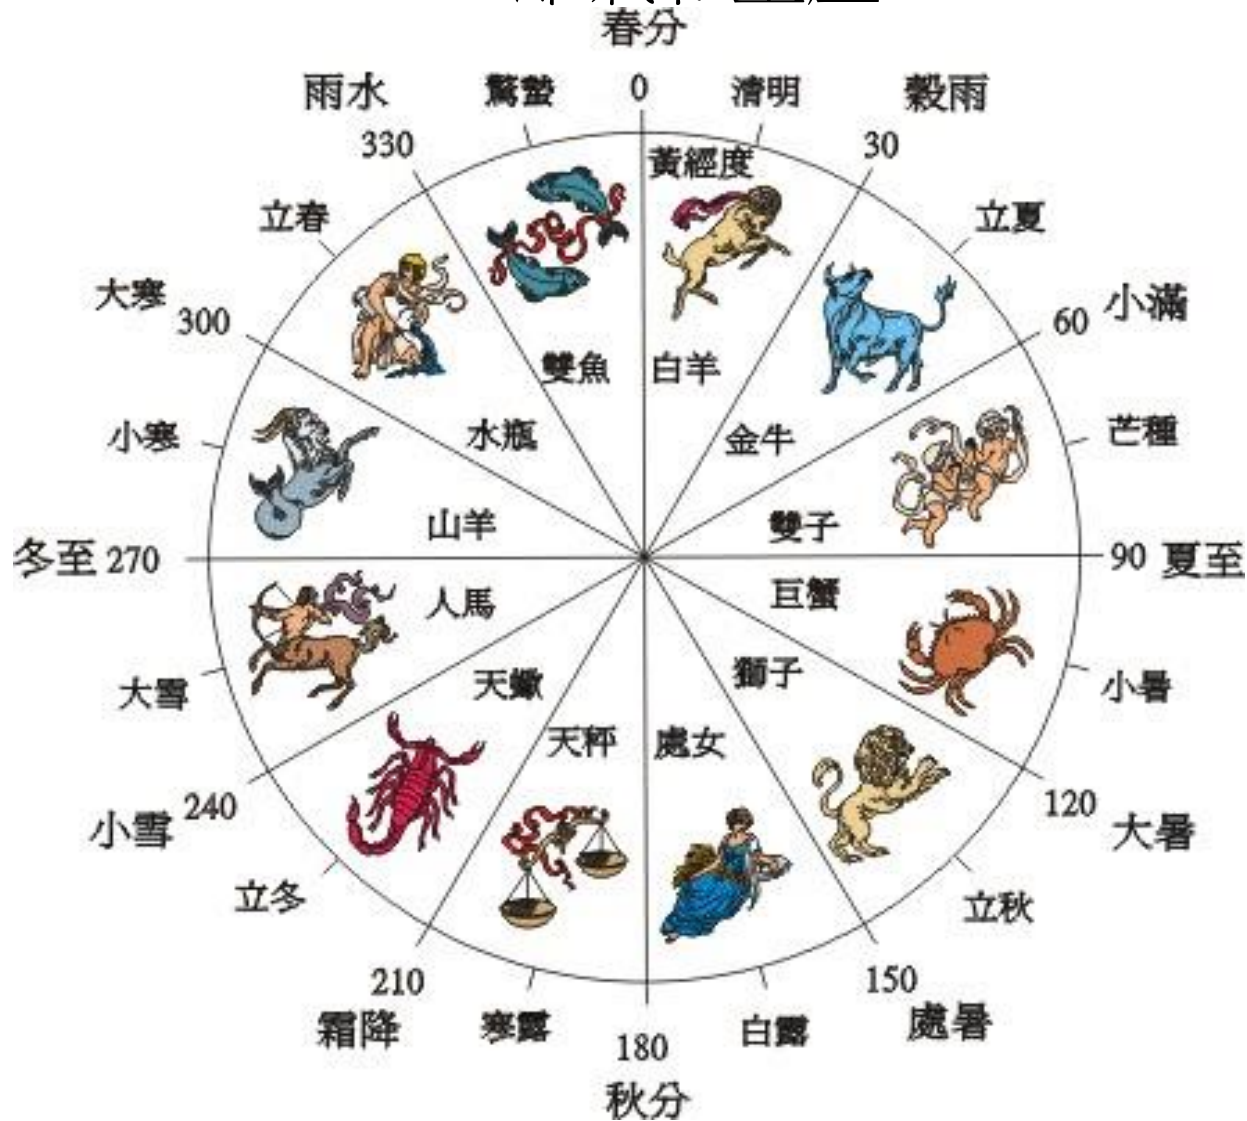 春分
雨水
驚蟄
0
清明
穀雨
330
30
黃經度
立春
立夏
大寒
300
60
小滿
雙魚
白羊
小寒
水瓶
金牛
芒種
山羊
雙子
冬至 270
90 夏至
人馬
巨蟹
大雪
天蠍
獅子
小暑
天秤
處女
小雪
240
120
大暑
立冬
立秋
210
150
霜降
寒露
白露
處暑
180
秋分